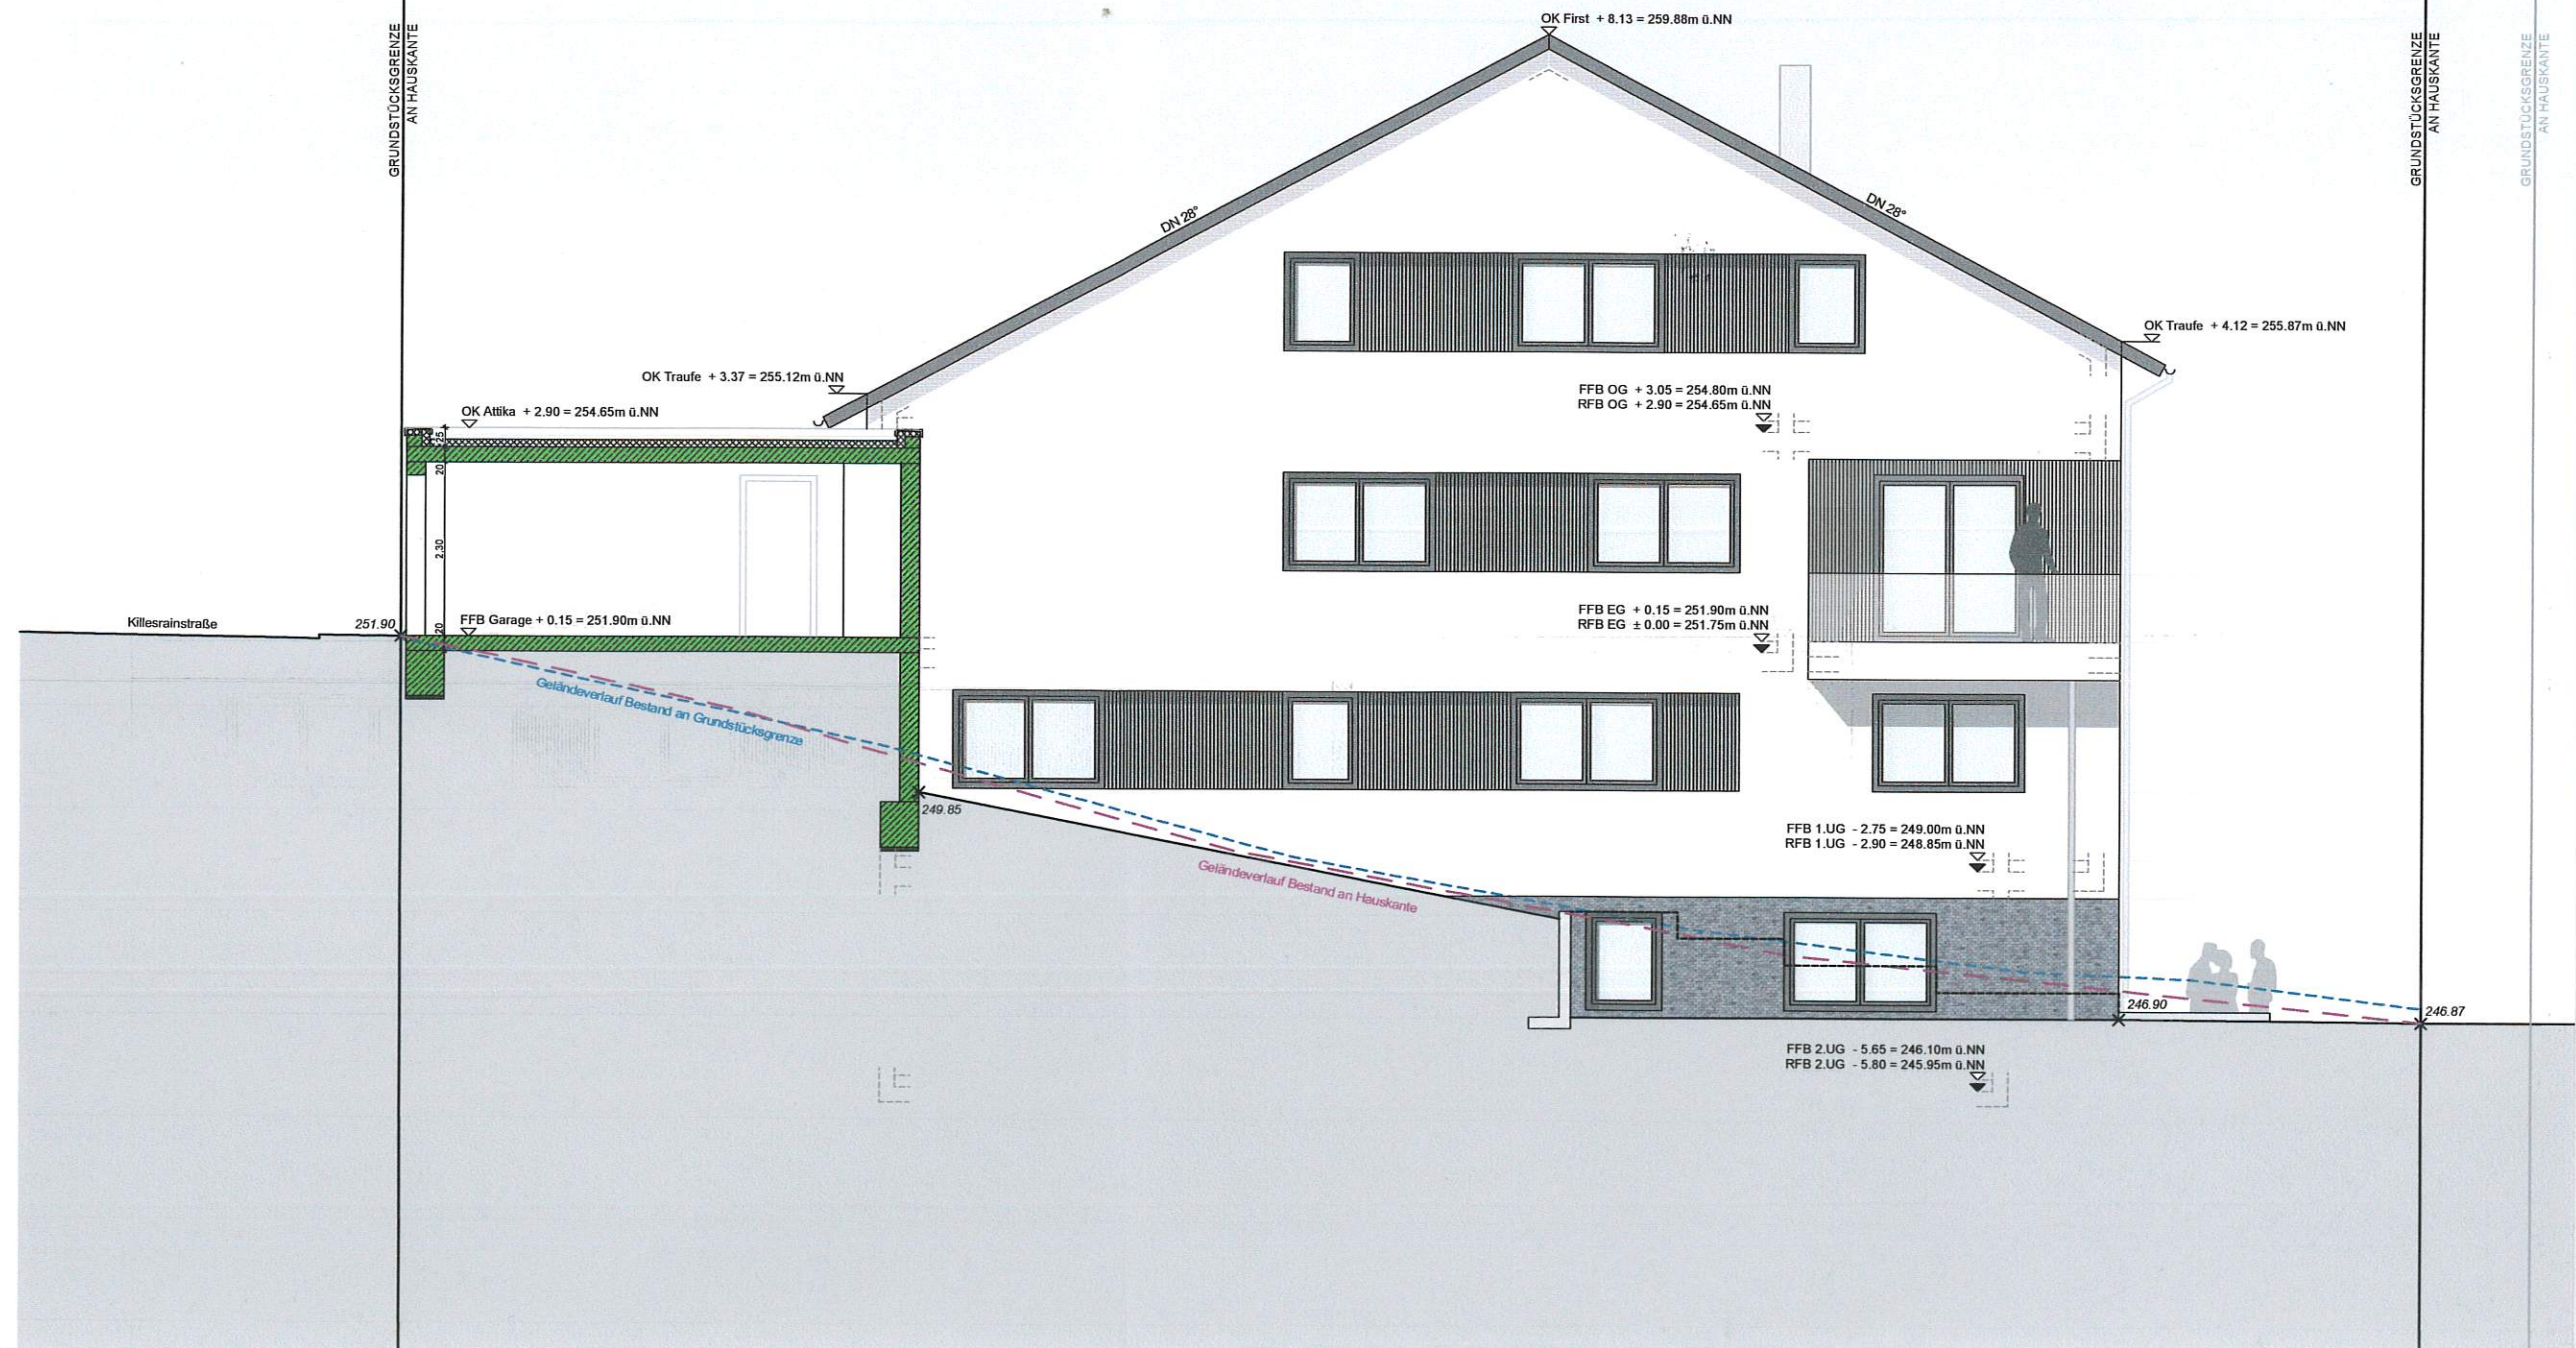 OK First + 8.13 = 259.88m ü.NN
GRUNDSTÜCKSGRENZE
AN HAUSKANTE
GRUNDSTÜCKSGRENZE
AN HAUSKANTE
GRUNDSTÜCKSGRENZE
AN HAUSKANTE
DN 28°
DN 28°
OK Traufe + 4.12 = 255.87m ü.NN
OK Traufe + 3.37 = 255.12m ü.NN
OK Attika + 2.90 = 254.65m ü.NN
FFB OG + 3.05 = 254.80m ü.NN
RFB OG + 2.90 = 254.65m ü.NN
25
20
2.30
20
Killesrainstraße
251.90
FFB Garage + 0.15 = 251.90m ü.NN
FFB EG + 0.15 = 251.90m ü.NN
RFB EG ± 0.00 = 251.75m ü.NN
Geländeverlauf Bestand an Grundstücksgrenze
249.85
FFB 1.UG - 2.75 = 249.00m ü.NN
RFB 1.UG - 2.90 = 248.85m ü.NN
Geländeverlauf Bestand an Hauskante
246.90
246.87
FFB 2.UG - 5.65 = 246.10m ü.NN
RFB 2.UG - 5.80 = 245.95m ü.NN